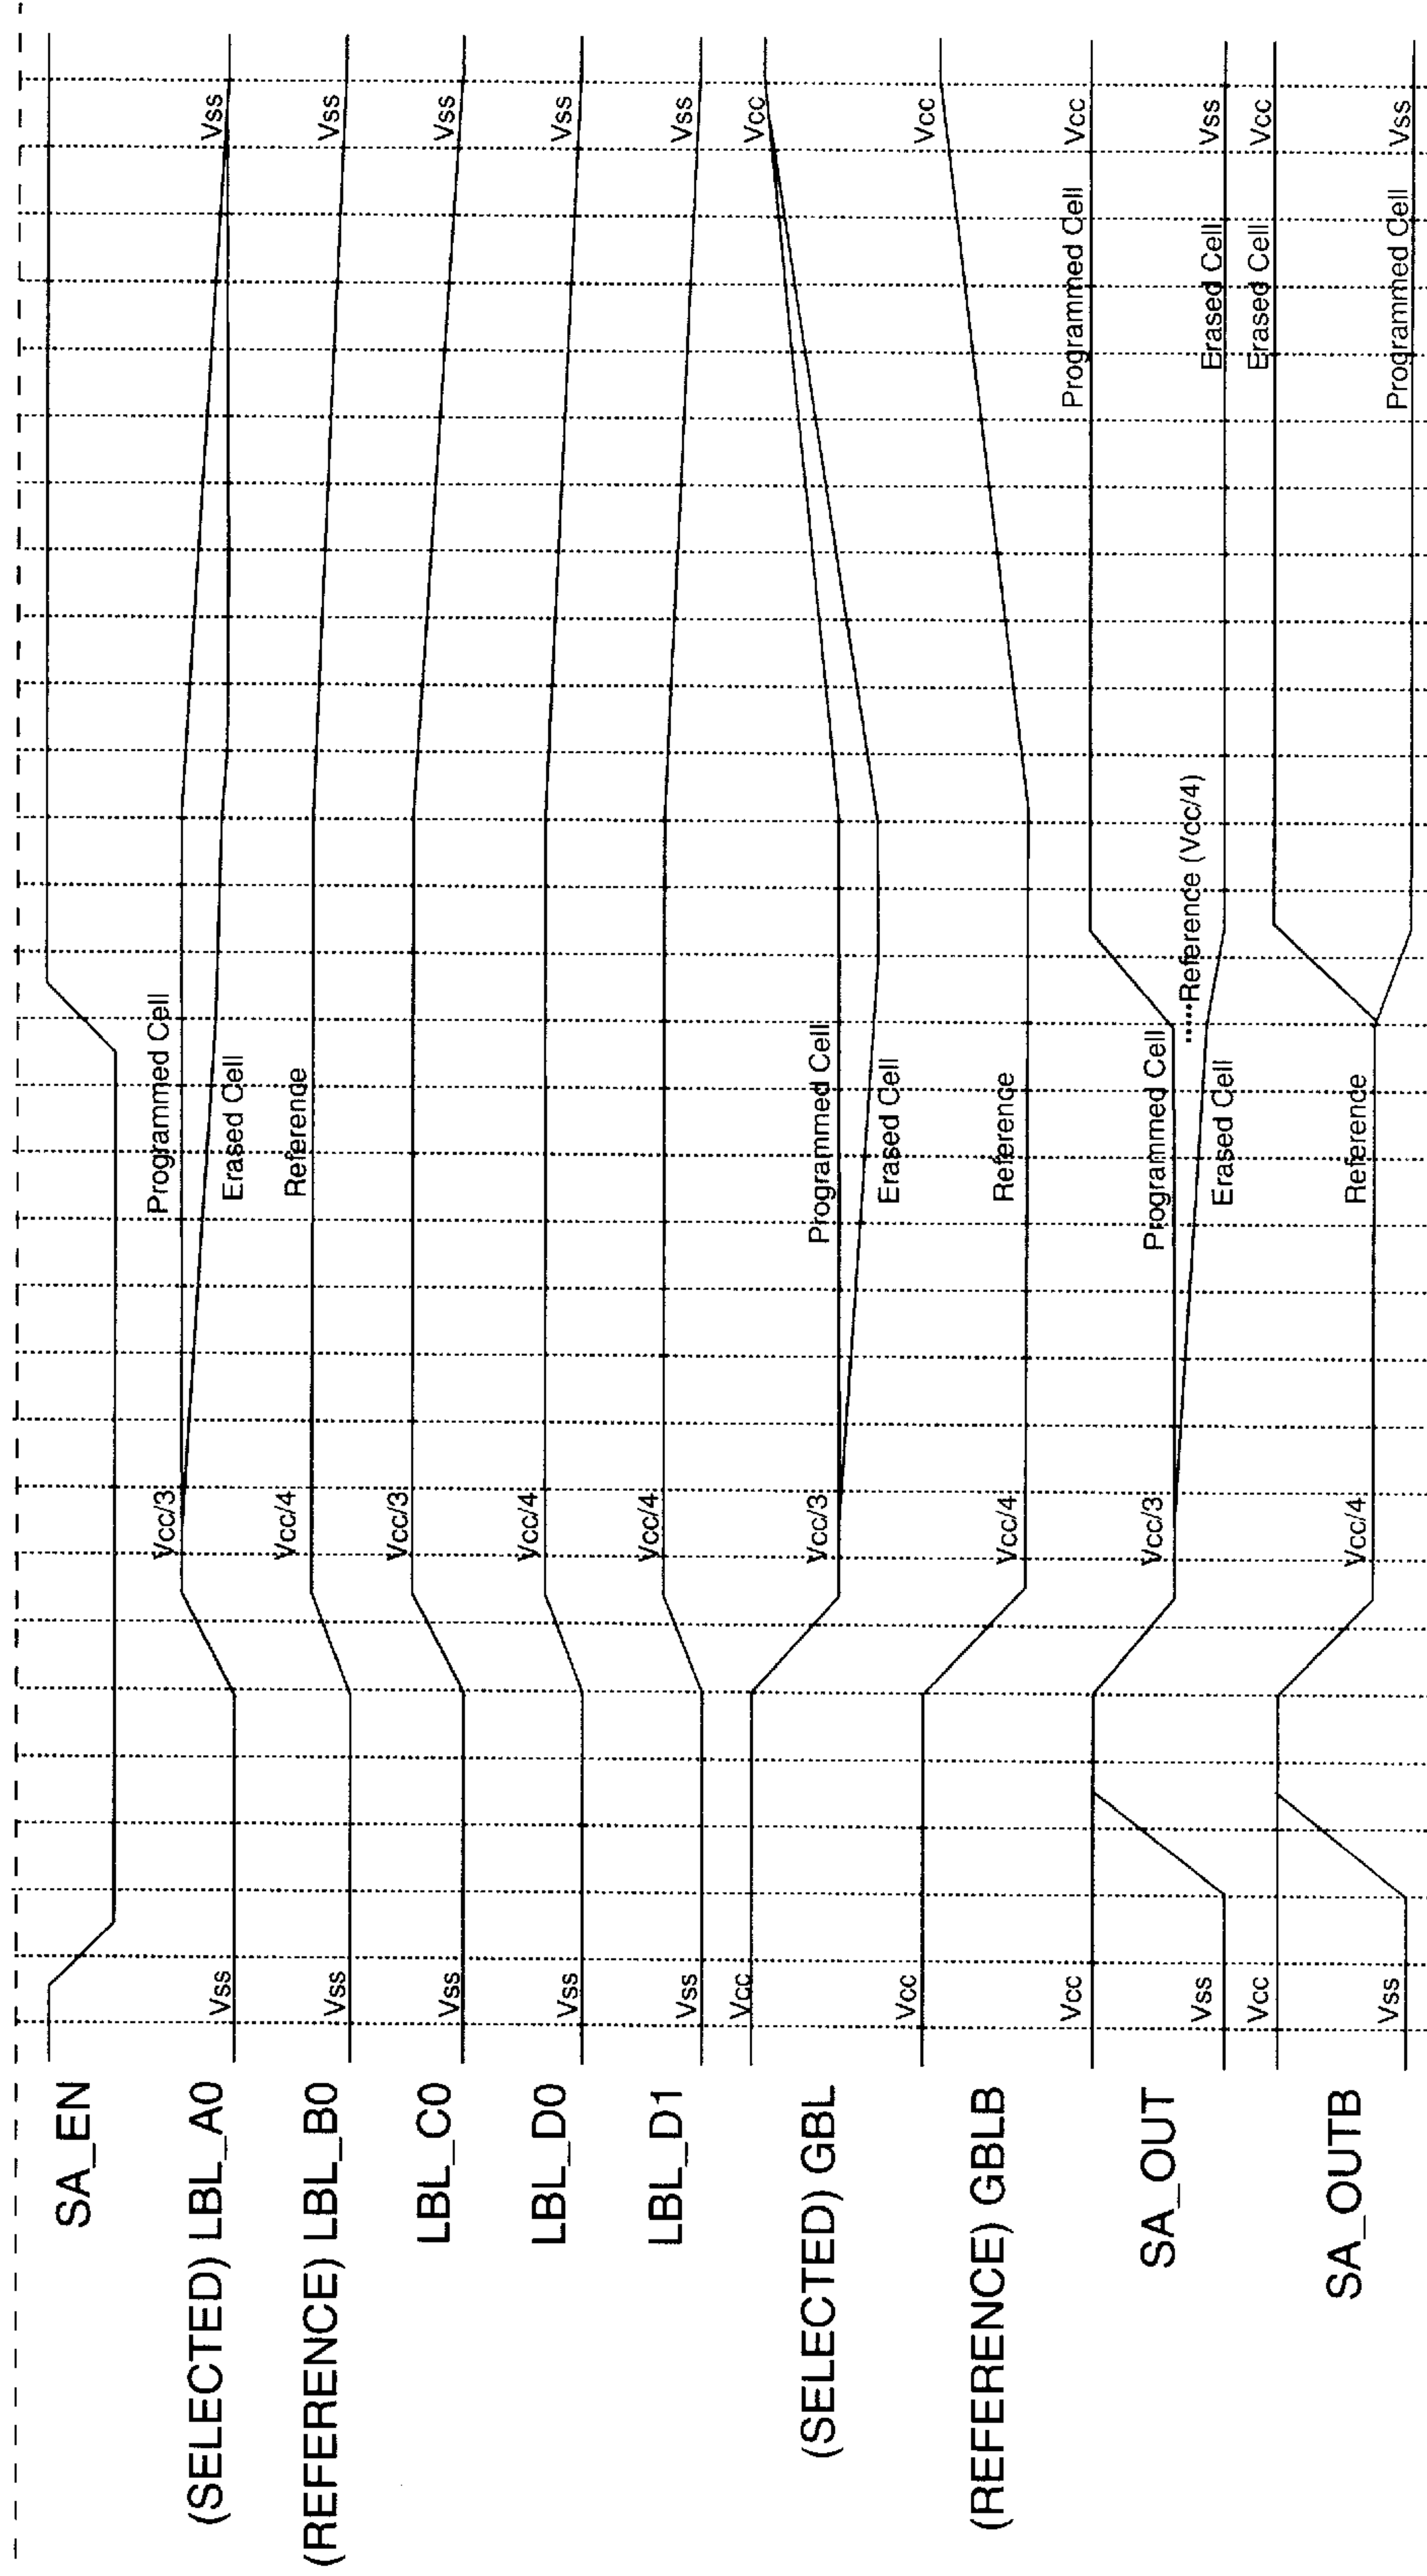 SA_EN
(SELECTED) LBL_A0
Vss
Vcc/3
Programmed Cell
Erased Cell
Vss
(REFERENCE) LBL_B0
Vss
Vcc/4
Reference
Vss
LBL_C0
Vss
Vcc/3
Vss
LBL_D0
Vss
Vcc/4
Vss
LBL_D1
Vss
Vcc/4
Vss
(SELECTED) GBL
Vcc
Vcc/3
Programmed Cell
Erased Cell
Vcc
(REFERENCE) GBLB
Vcc
Vcc/4
Reference
Vcc
SA_OUT
Vcc
Vss
Vcc/3
Programmed Cell
Erased Cell
Reference (Vcc/4)
Programmed Cell
Vcc
Erased Cell
Vss
SA_OUTB
Vcc
Vss
Vcc/4
Reference
Erased Cell
Vcc
Programmed Cell
Vss